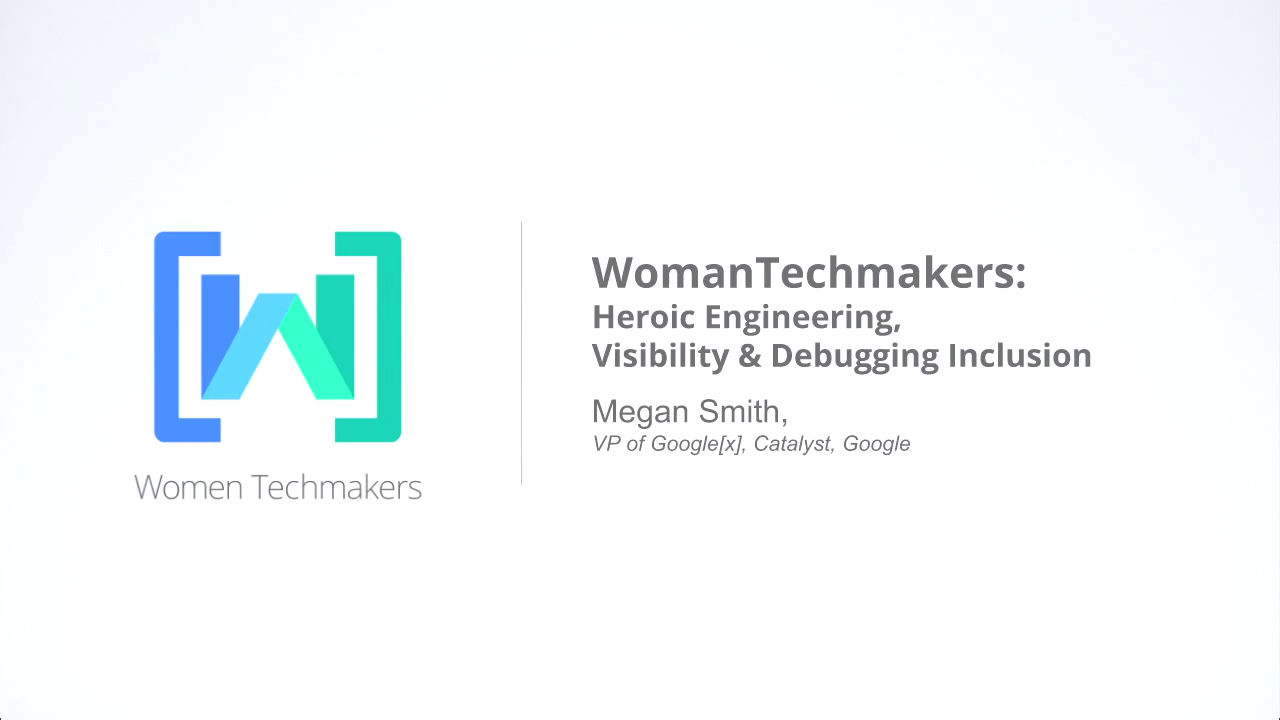 WomanTechmakers:
Heroic Engineering,
Visibility & Debugging Inclusion
Megan Smith,
VP of Google[x], Catalyst, Google
Women Techmakers